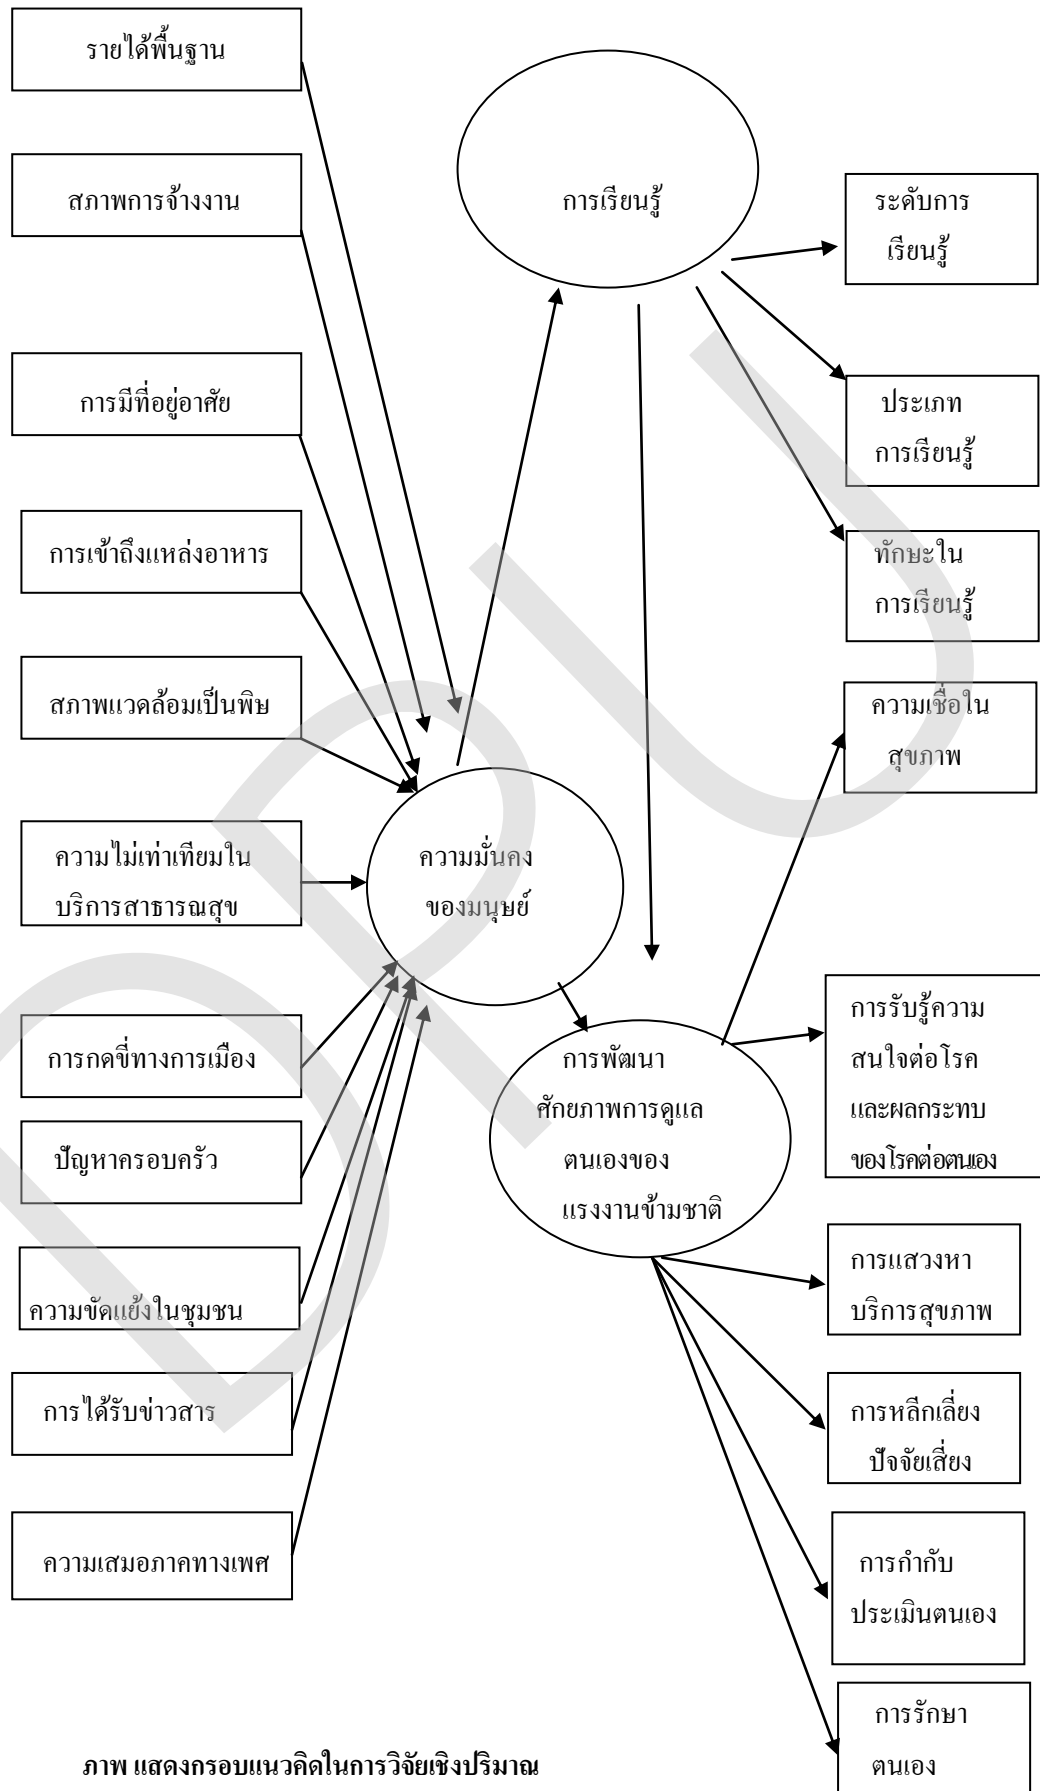 รายได้พื้นฐาน
สภาพการจ้างงาน
การมีที่อยู่อาศัย
การเข้าถึงแหล่งอาหาร
สภาพแวดล้อมเป็นพิษ
ความไม่เท่าเทียมใน
บริการสาธารณสุข
การกดขี่ทางการเมือง
ปัญหาครอบครัว
ความขัดแย้งในชุมชน
การได้รับข่าวสาร
ความเสมอภาคทางเพศ
การเรียนรู้
ความมั่นคง
ของมนุษย์
การพัฒนา
ศักยภาพการดูแล
ตนเองของ
แรงงานข้ามชาติ
ระดับการ
เรียนรู้
ประเภท
การเรียนรู้
ทักษะใน
การเรียนรู้
ความเชื่อใน
สุขภาพ
การรับรู้ความ
สนใจต่อโรค
และผลกระทบ
ของโรคต่อตนเอง
การแสวงหา
บริการสุขภาพ
การหลีกเลี่ยง
ปัจจัยเสี่ยง
การกำกับ
ประเมินตนเอง
การรักษา
ตนเอง
ภาพ แสดงกรอบแนวคิดในการวิจัยเชิงปริมาณ
DPU